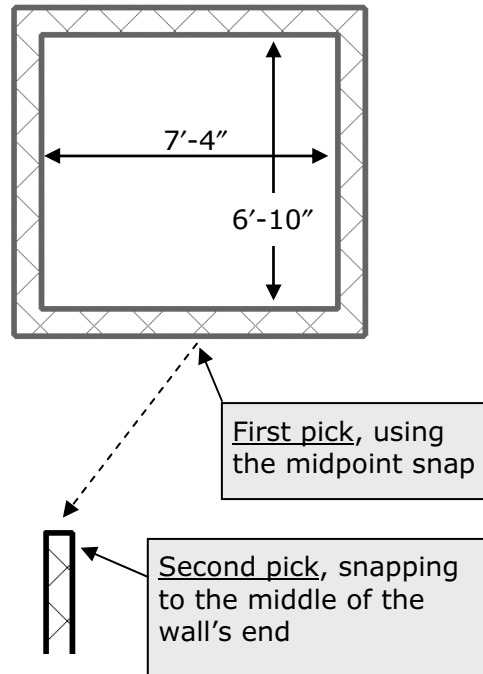 7′-4″
6′-10″
First pick, using
the midpoint snap
Second pick, snapping
to the middle of the
wall’s end